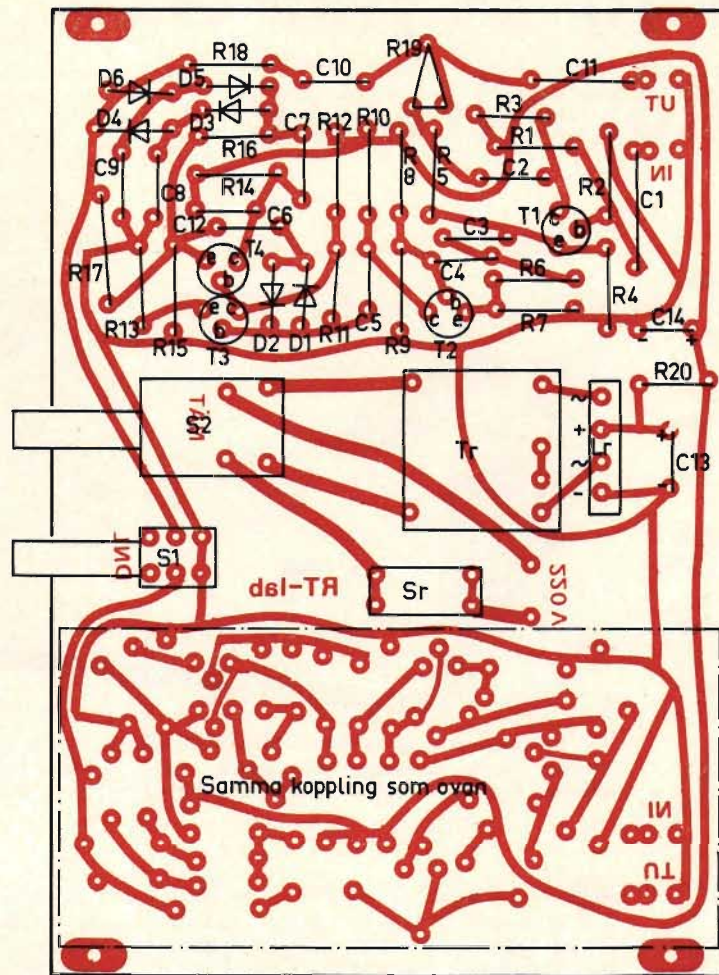 R18
R19
D6
D5
C10
C11
UT
D4
D3
C7
R12
R10
R3
R16
R
8
R
5
R1
IN
C9
C8
R14
C2
R2
C1
C12
C6
T1
c
b
e
T4
e
c
b
C3
C4
R17
R6
R4
e
c
b
b
c
e
R7
C14
-
+
R13
R15
T3
D2
D1
R11
C5
R9
T2
R20
S2
TÄN
Tr
~
+
~
-
Lr
+
-
C13
S1
DNL
RT-lab
Sr
220 V
Samma koppling som ovan
IN
UT